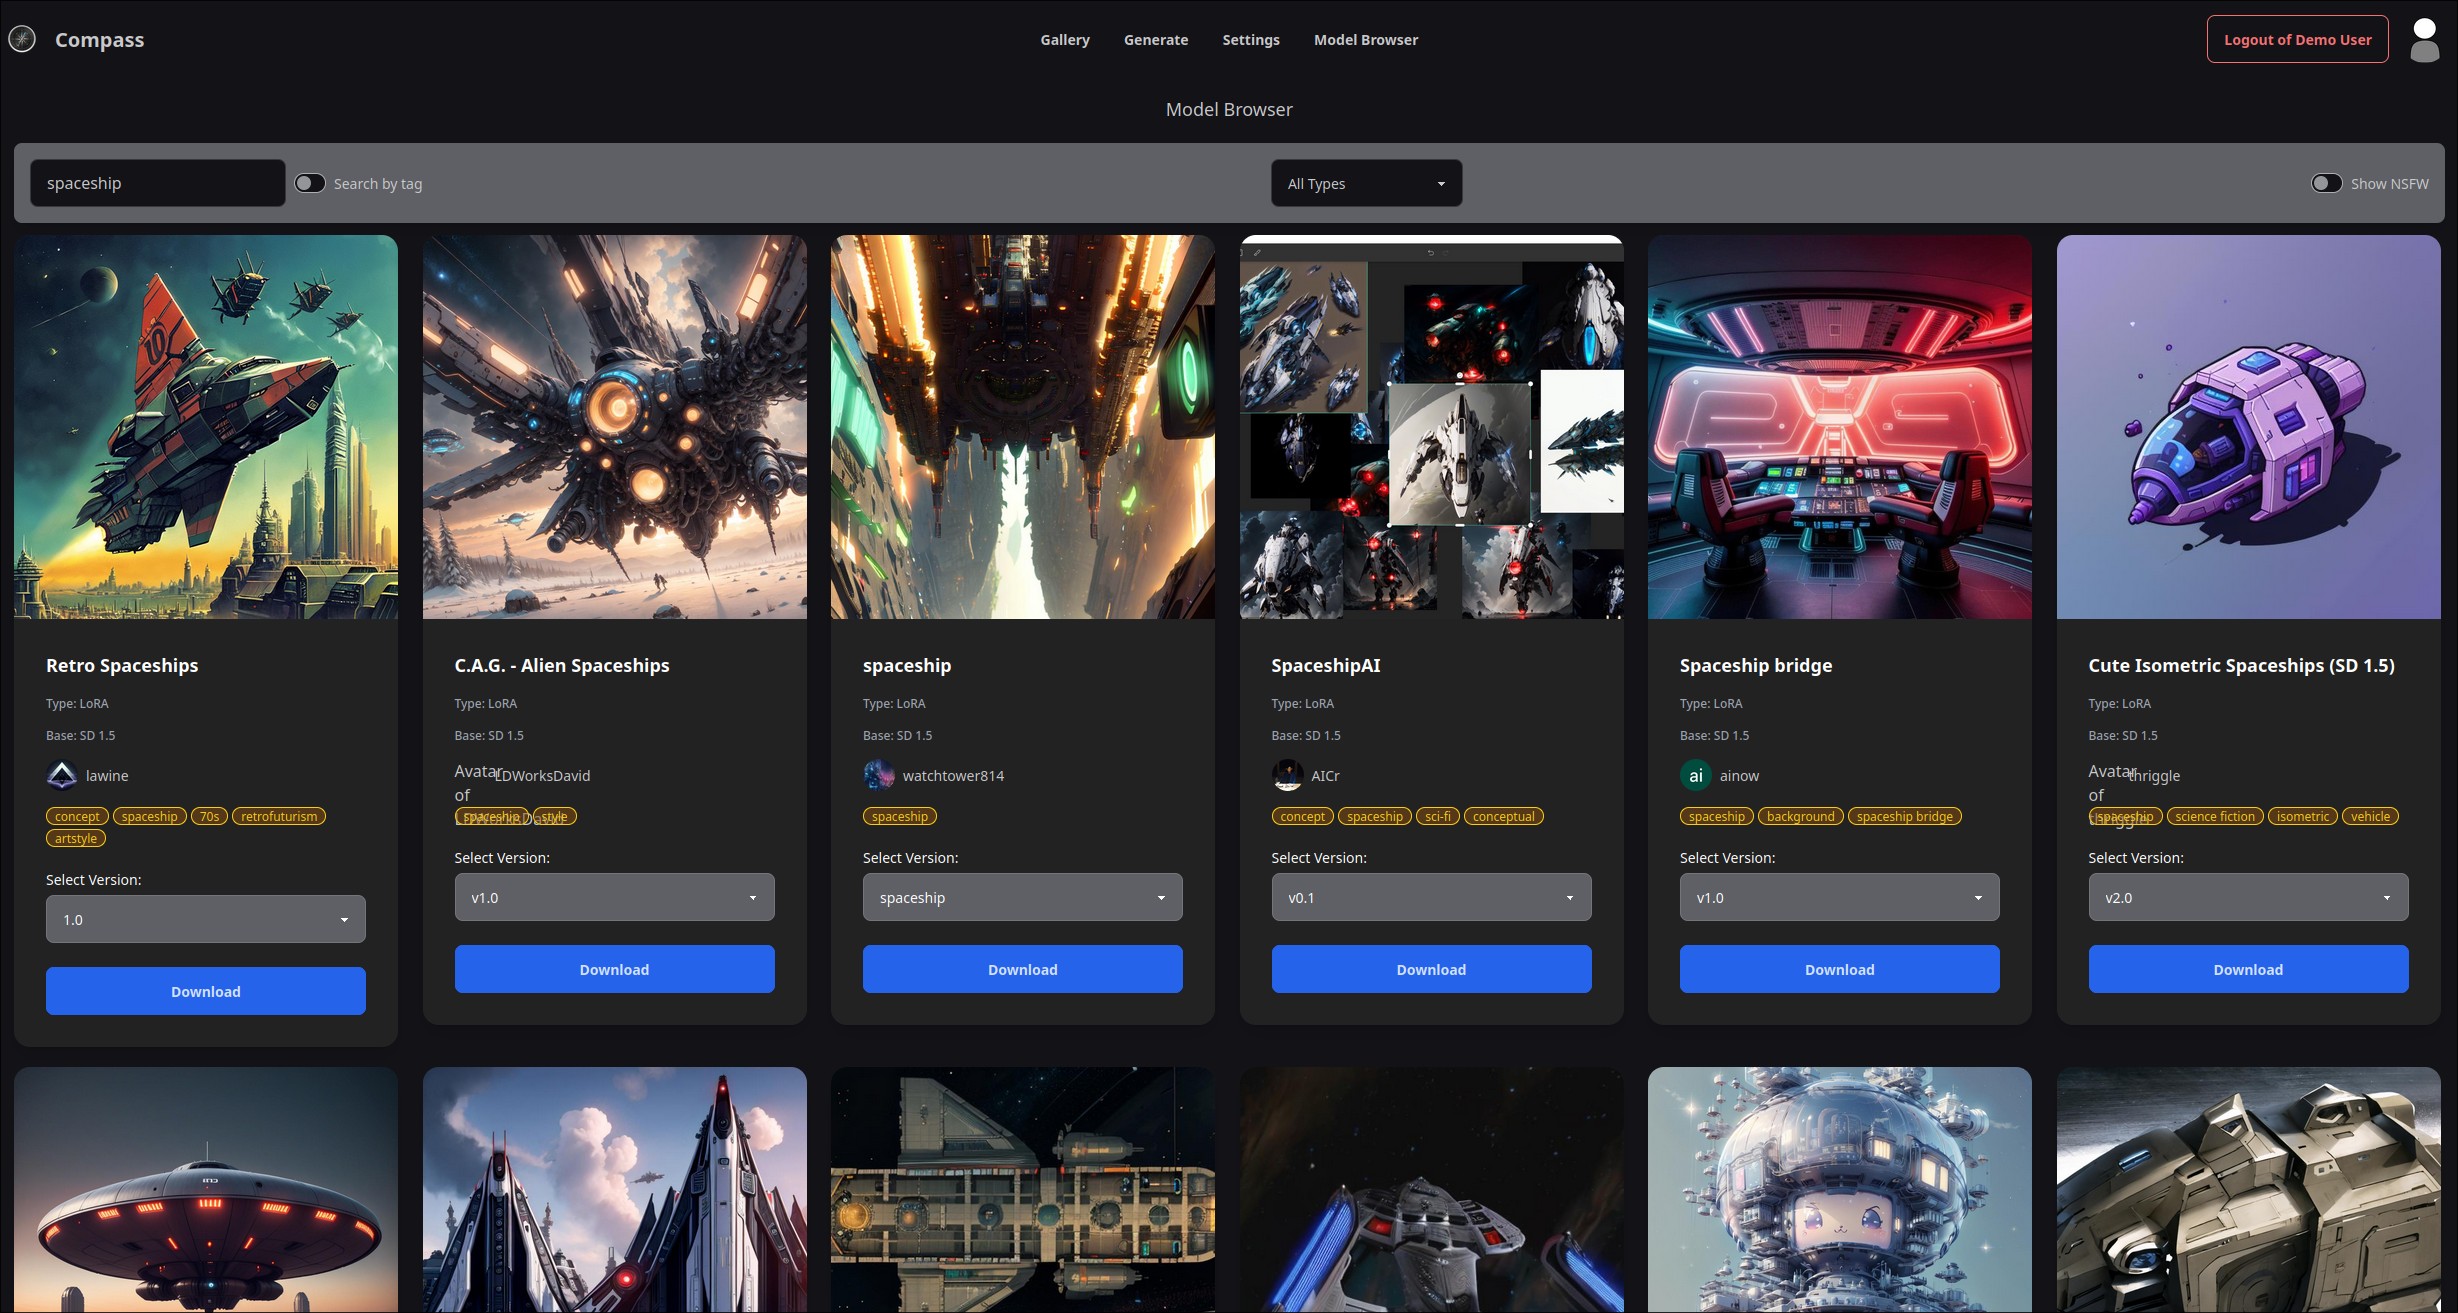 Compass
Gallery Generate Settings Model Browser
Logout of Demo User
Model Browser
spaceship
Search by tag
All Types
Show NSFW
Retro Spaceships
Type: LoRA
Base: SD 1.5
lawine
concept spaceship 70s retrofuturism
artstyle
Select Version:
1.0
Download
C.A.G. - Alien Spaceships
Type: LoRA
Base: SD 1.5
Avatar
of
LDWorksDavid
LDWorksDavid
spaceship style
Select Version:
v1.0
Download
spaceship
Type: LoRA
Base: SD 1.5
watchtower814
spaceship
Select Version:
spaceship
Download
SpaceshipAI
Type: LoRA
Base: SD 1.5
AICr
concept spaceship sci-fi conceptual
Select Version:
v0.1
Download
Spaceship bridge
Type: LoRA
Base: SD 1.5
ai
ainow
spaceship background spaceship bridge
Select Version:
v1.0
Download
Cute Isometric Spaceships (SD 1.5)
Type: LoRA
Base: SD 1.5
Avatar
of
thriggle
thriggle
spaceship science fiction isometric vehicle
Select Version:
v2.0
Download